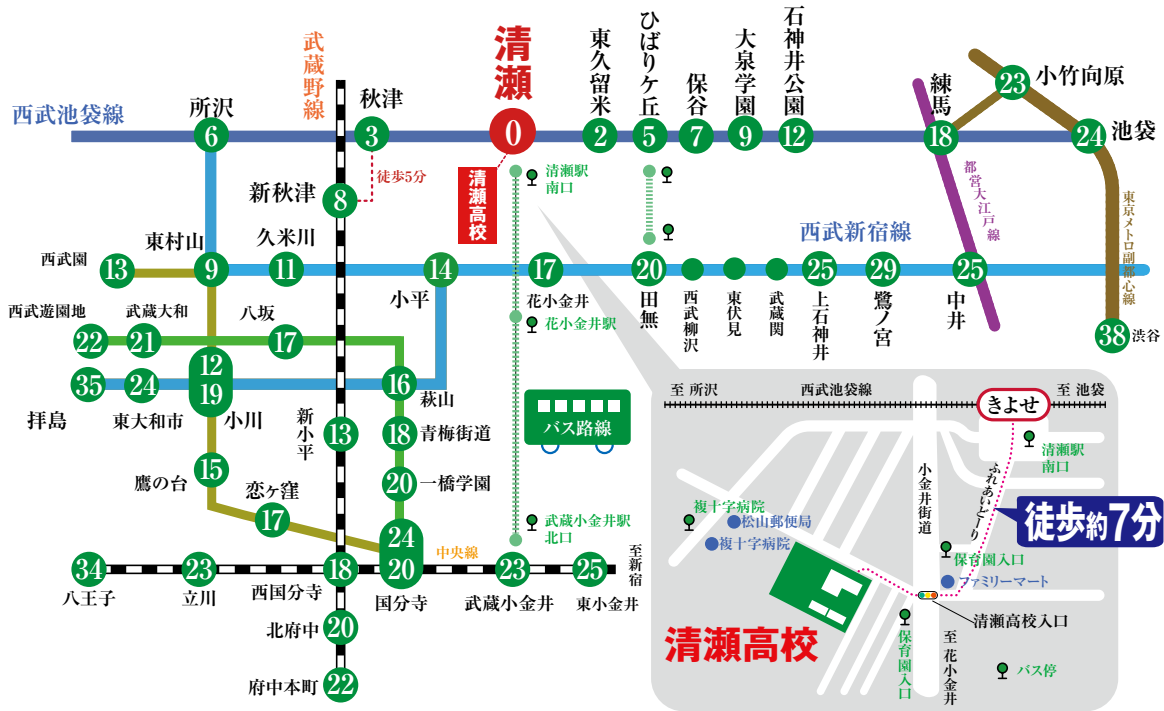 西武池袋線
所沢
6
武蔵野線
秋津
3
徒歩5分
清瀬
0
清瀬高校
東久留米
2
ひばりケ丘
5
保谷
7
大泉学園
9
石神井公園
12
練馬
18
小竹向原
23
池袋
24
都営大江戸線
東京メトロ副都心線
新秋津
8
清瀬駅
南口
西武新宿線
西武園
13
東村山
9
久米川
11
14
小平
17
花小金井
花小金井駅
20
田無
西武柳沢
東伏見
武蔵関
25
上石神井
29
鷺ノ宮
25
中井
38
渋谷
西武遊園地
22
武蔵大和
21
八坂
17
35
拝島
24
東大和市
12
19
小川
16
萩山
新小平
13
18
青梅街道
15
鷹の台
20
一橋学園
恋ヶ窪
17
24
20
国分寺
中央線
バス路線
武蔵小金井駅
北口
34
八王子
23
立川
18
西国分寺
23
武蔵小金井
25
東小金井
至新宿
20
北府中
22
府中本町
至 所沢
西武池袋線
きよせ
至 池袋
清瀬駅
南口
小金井街道
ふれあいどーり
徒歩約7分
複十字病院
松山郵便局
複十字病院
保育園入口
ファミリーマート
清瀬高校入口
清瀬高校
保育園入口
至 花小金井
バス停